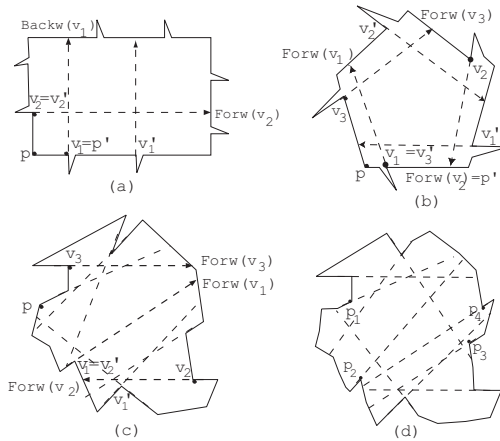 Backw(v₁)
v₂=v₂'
Forw(v₂)
p
v₁=p'
v₁'
(a)
Forw(v₃)
v₂'
Forw(v₁)
v₂
v₃
v₁'
v₁=v₃'
p
Forw(v₂)=p'
(b)
v₃
Forw(v₃)
Forw(v₁)
p
v₁=v₂'
v₂
Forw(v₂)
v₁'
(c)
p₁
p₄
p₃
p₂
(d)